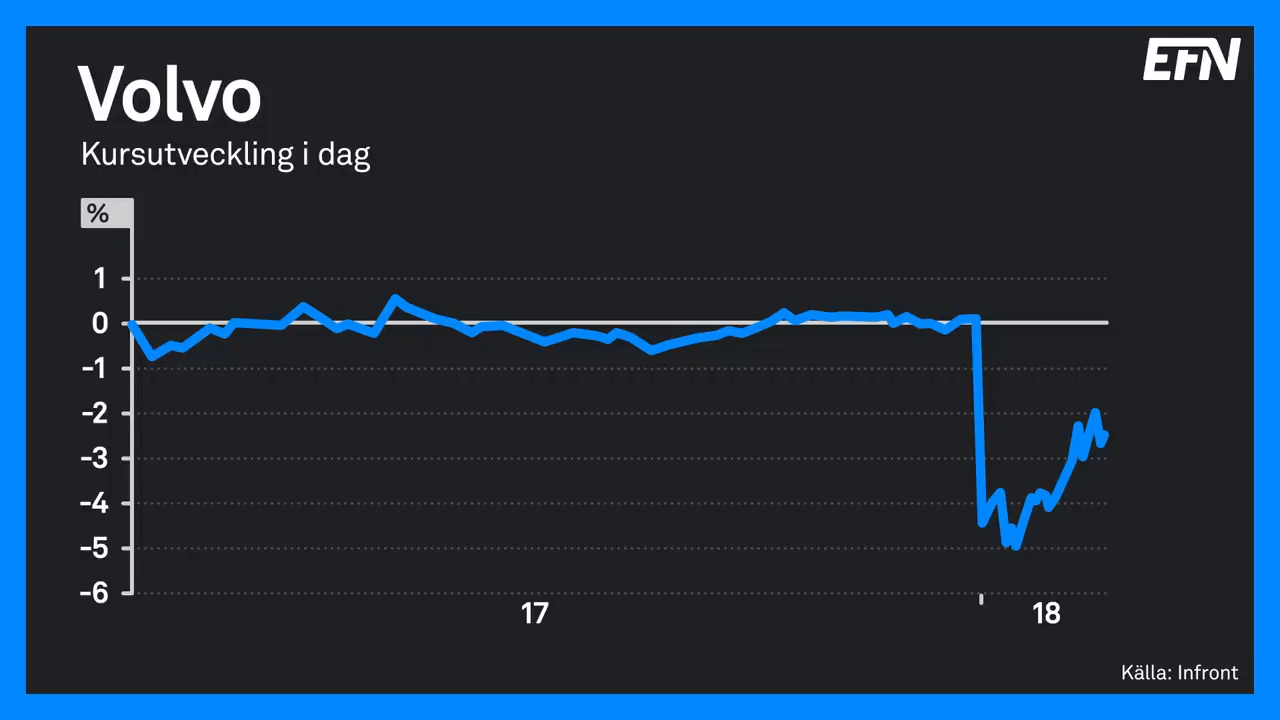 EFN
Volvo
Kursutveckling i dag
%
1
0
-1
-2
-3
-4
-5
-6
17 18
Källa: Infront